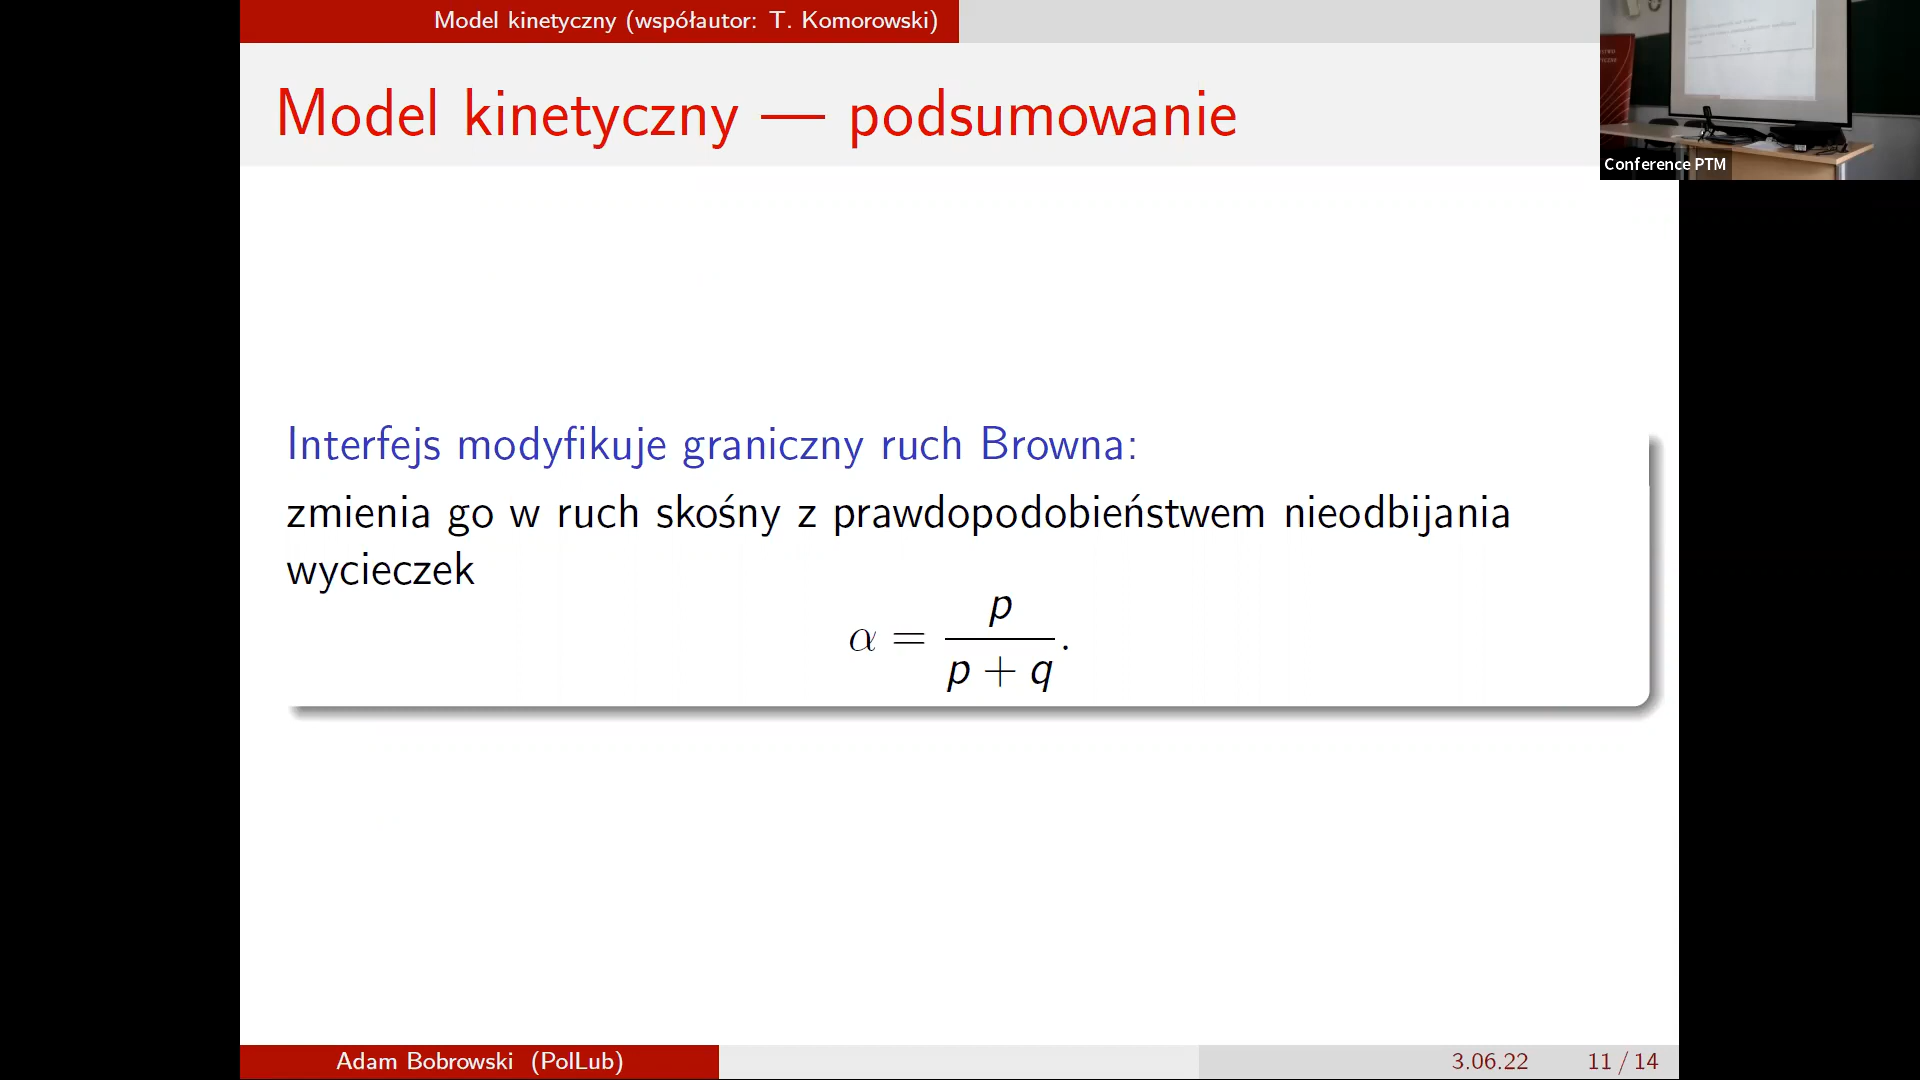 Model kinetyczny (współautor: T. Komorowski)
Model kinetyczny — podsumowanie
Conference PTM
Interfejs modyfikuje graniczny ruch Browna:
zmienia go w ruch skośny z prawdopodobieństwem nieodbijania
wycieczek
α = p / (p + q).
Adam Bobrowski (PolLub)
3.06.22
11 / 14